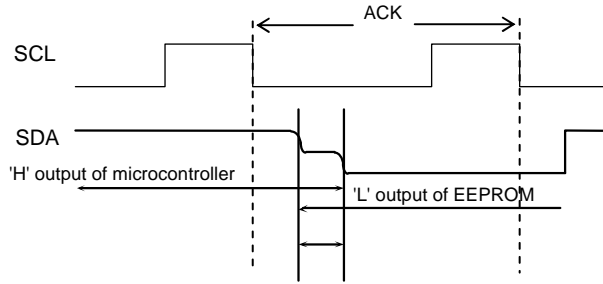 ACK
SCL
SDA
'H' output of microcontroller
'L' output of EEPROM